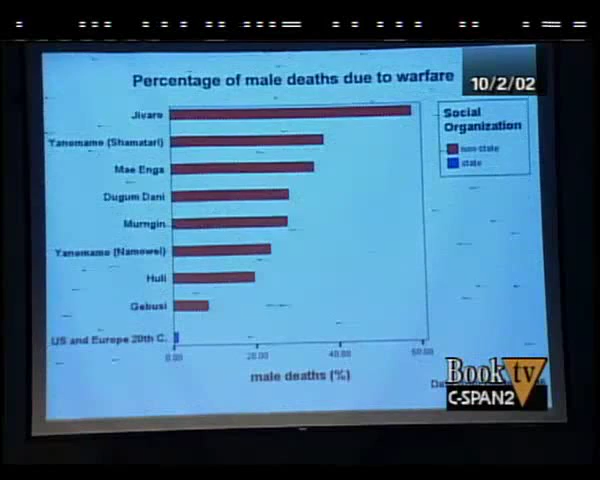 Percentage of male deaths due to warfare
10/2/02
Social
Organization
non-state
state
Jivaro
Yanomamo (Shamatari)
Mae Enga
Dugum Dani
Murngin
Yanomamo (Namowei)
Huli
Gebusi
US and Europe 20th C.
0.00 20.00 40.00 60.00
male deaths (%)
Book tv
C-SPAN2